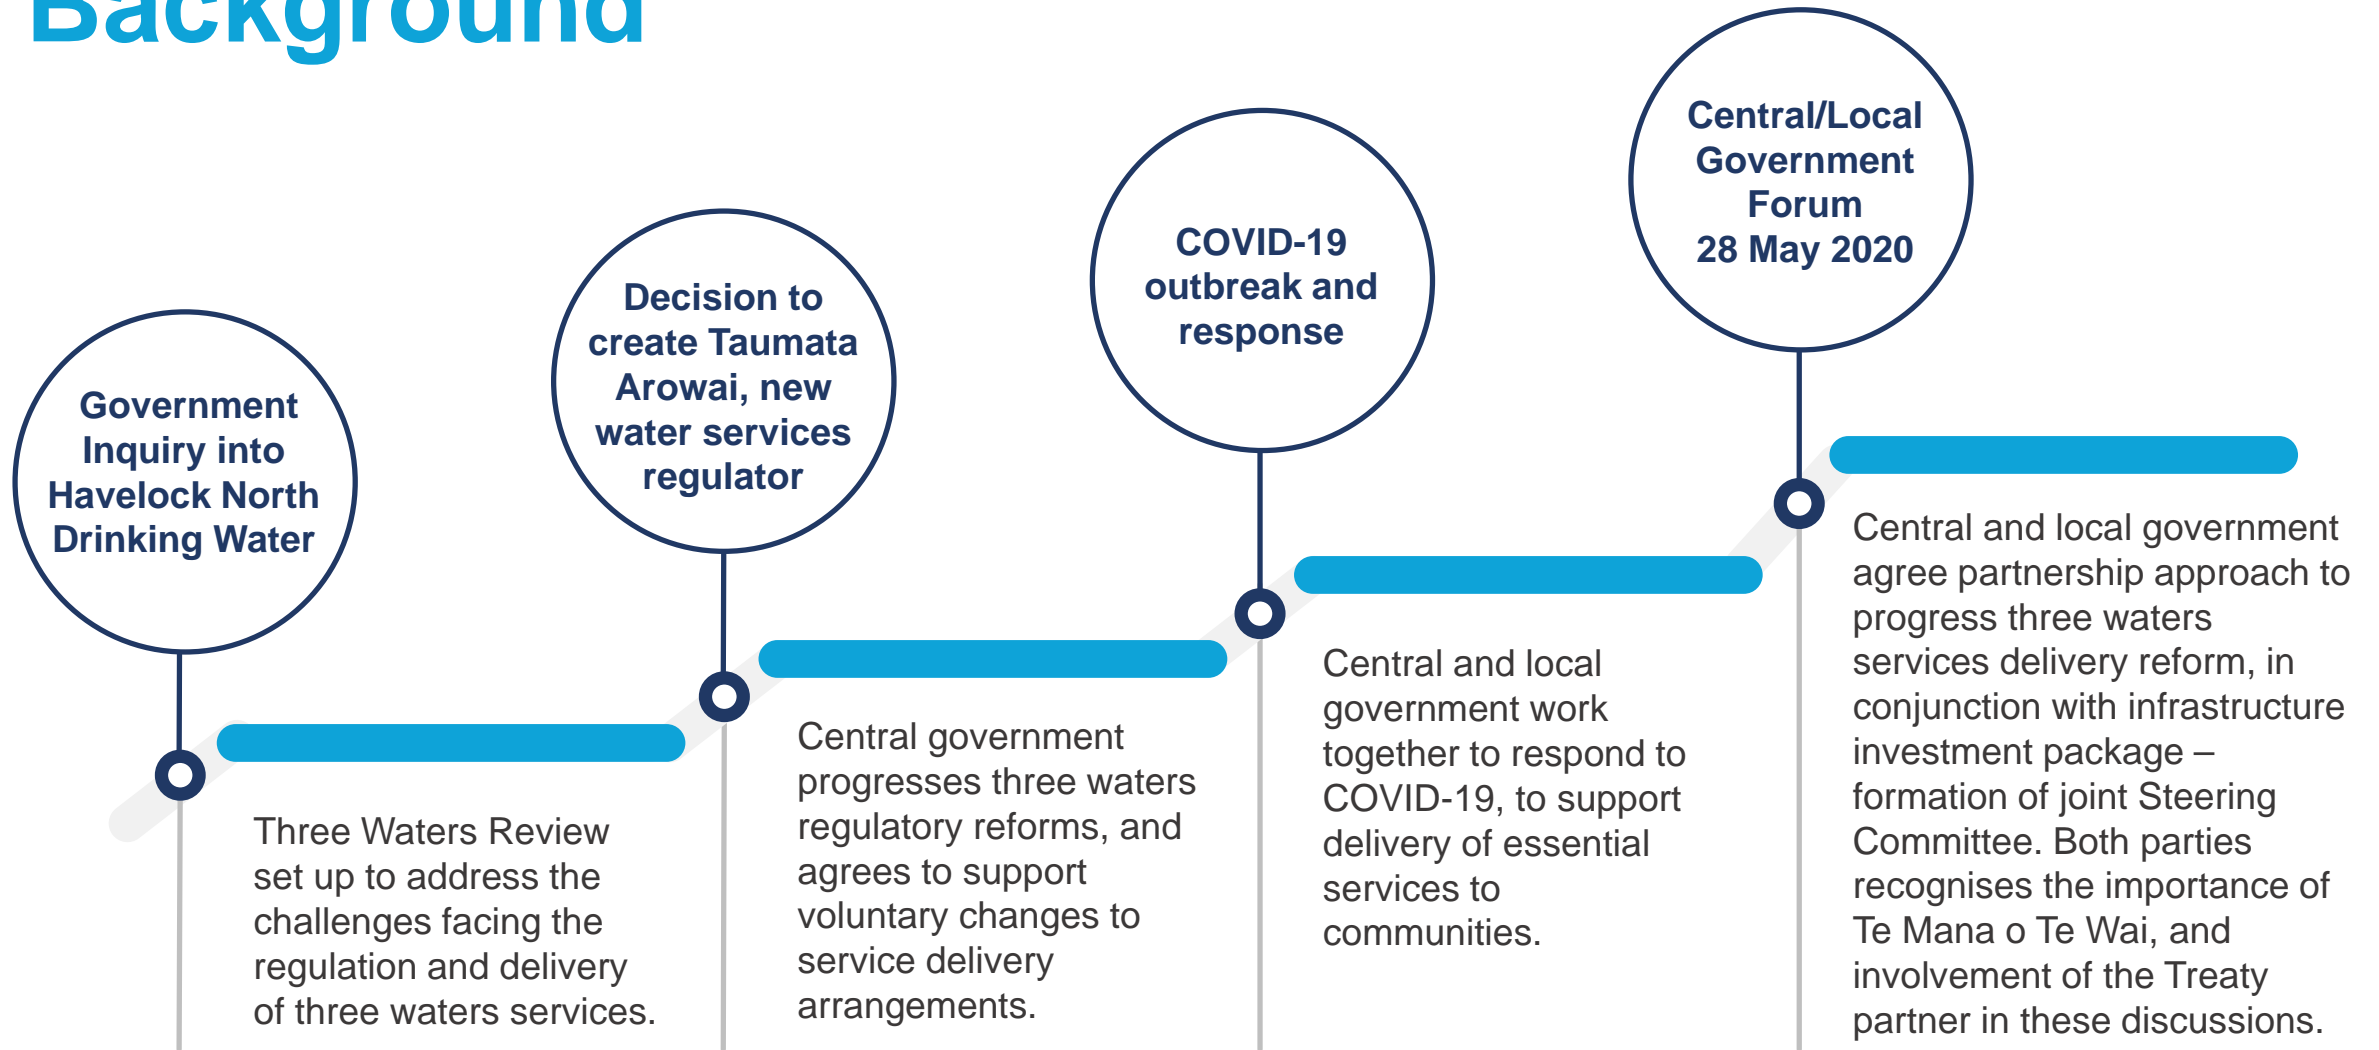 Background
Government
Inquiry into
Havelock North
Drinking Water
Three Waters Review
set up to address the
challenges facing the
regulation and delivery
of three waters services.
Decision to
create Taumata
Arowai, new
water services
regulator
Central government
progresses three waters
regulatory reforms, and
agrees to support
voluntary changes to
service delivery
arrangements.
COVID-19
outbreak and
response
Central and local
government work
together to respond to
COVID-19, to support
delivery of essential
services to
communities.
Central/Local
Government
Forum
28 May 2020
Central and local government
agree partnership approach to
progress three waters
services delivery reform, in
conjunction with infrastructure
investment package –
formation of joint Steering
Committee. Both parties
recognises the importance of
Te Mana o Te Wai, and
involvement of the Treaty
partner in these discussions.